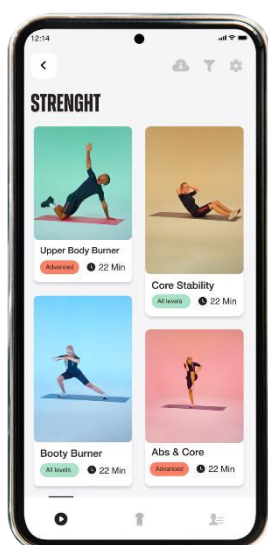 12:14
STRENGHT
Upper Body Burner
Advanced
22 Min
Core Stability
All levels
22 Min
Booty Burner
All levels
22 Min
Abs & Core
Advanced
22 Min